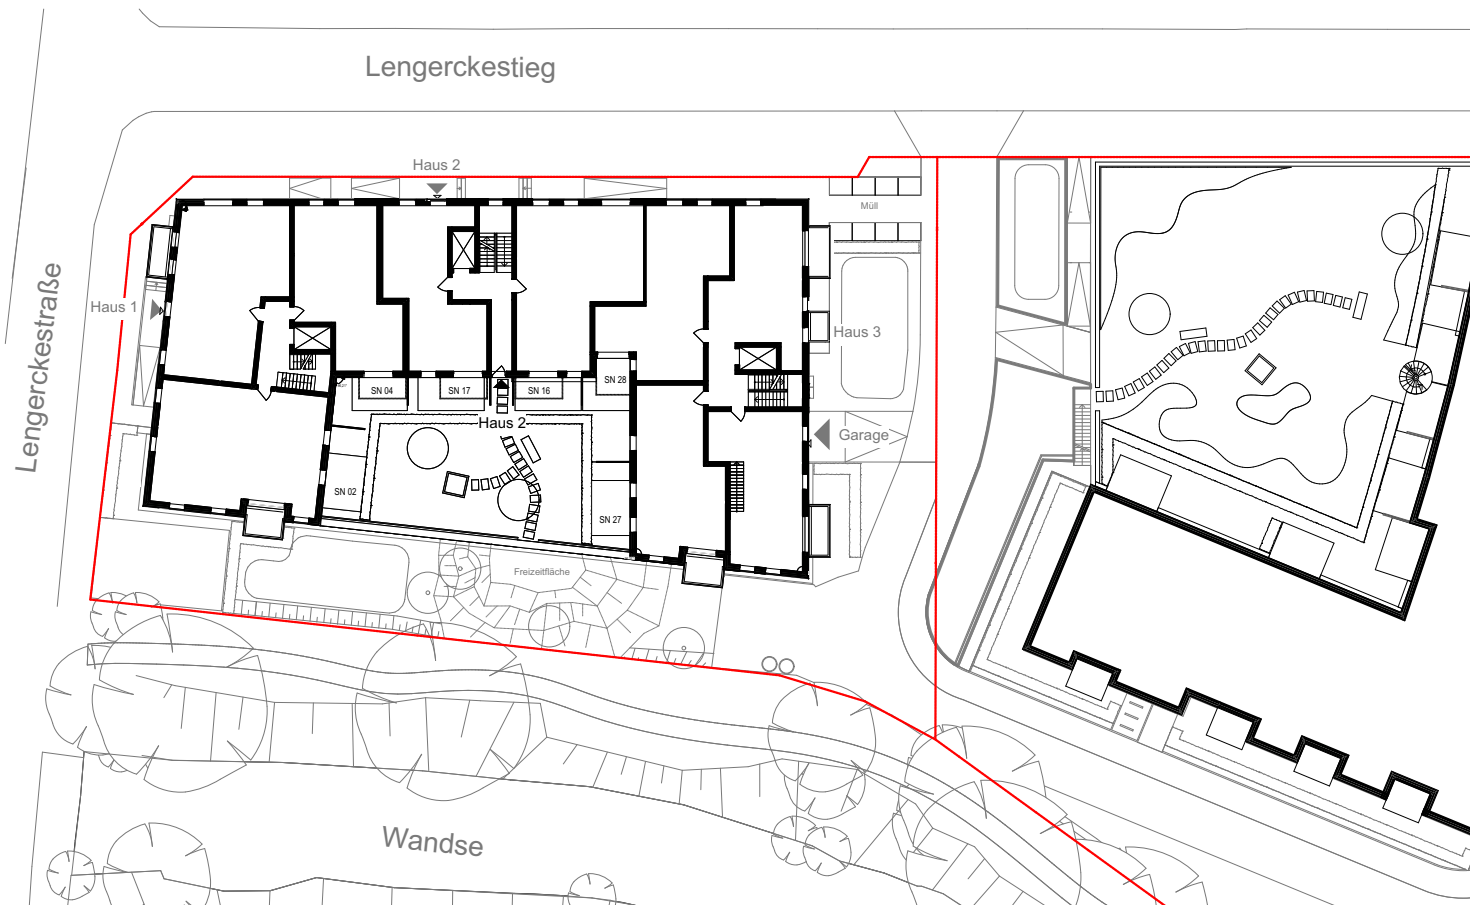 Lengerckestieg
Haus 2
Müll
Lengerckestraße
Haus 1
Haus 3
SN 04
SN 17
SN 16
SN 28
Haus 2
Garage
SN 02
SN 27
Freizeitfläche
Wandse